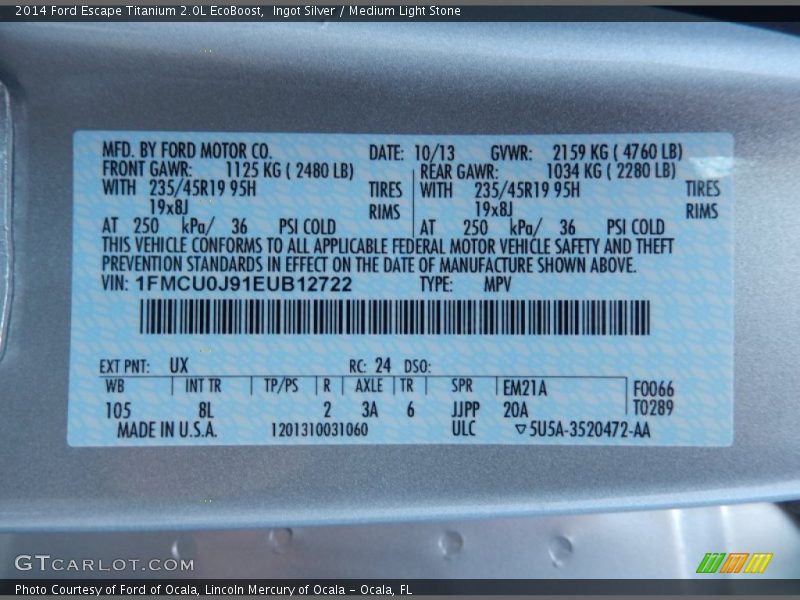 2014 Ford Escape Titanium 2.0L EcoBoost, Ingot Silver / Medium Light Stone
MFD. BY FORD MOTOR CO. DATE: 10/13 GVWR: 2159 KG ( 4760 LB)
FRONT GAWR: 1125 KG ( 2480 LB) REAR GAWR: 1034 KG ( 2280 LB)
WITH 235/45R19 95H TIRES WITH 235/45R19 95H TIRES
19x8J RIMS 19x8J RIMS
AT 250 kPa/ 36 PSI COLD AT 250 kPa/ 36 PSI COLD
THIS VEHICLE CONFORMS TO ALL APPLICABLE FEDERAL MOTOR VEHICLE SAFETY AND THEFT
PREVENTION STANDARDS IN EFFECT ON THE DATE OF MANUFACTURE SHOWN ABOVE.
VIN: 1FMCU0J91EUB12722 TYPE: MPV
EXT PNT: UX RC: 24 DSO:
WB INT TR TP/PS R AXLE TR SPR EM21A F0066
105 8L 2 3A 6 JJPP 20A T0289
MADE IN U.S.A. 1201310031060 ULC ▽5U5A-3520472-AA
GTCARLOT.COM
Photo Courtesy of Ford of Ocala, Lincoln Mercury of Ocala – Ocala, FL